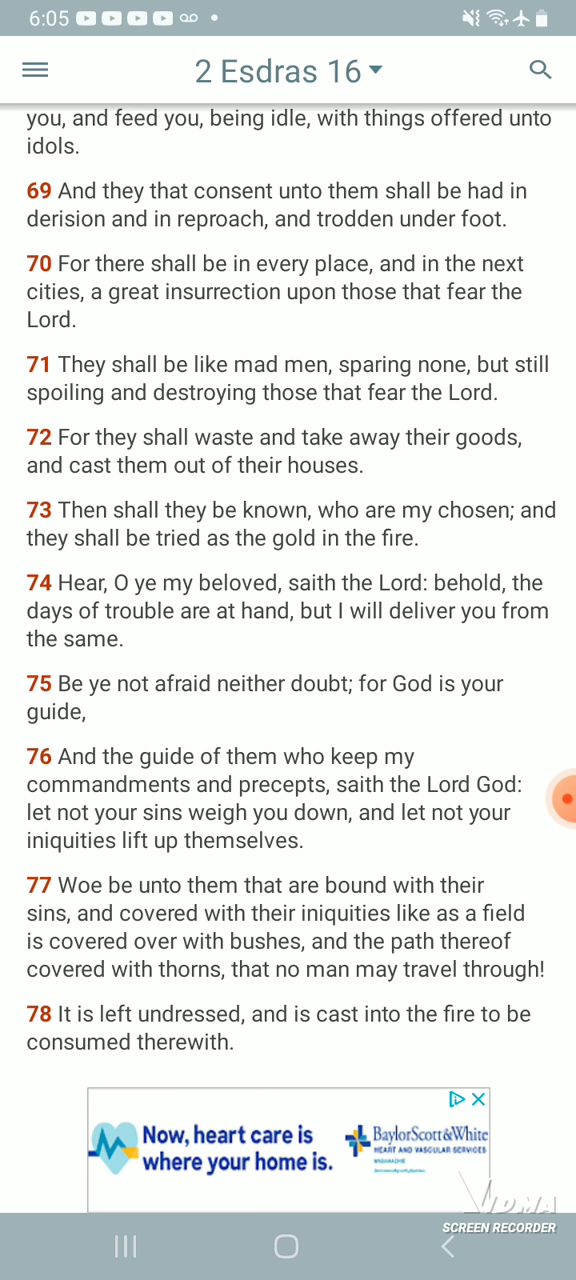 6:05
2 Esdras 16
you, and feed you, being idle, with things offered unto
idols.
69 And they that consent unto them shall be had in
derision and in reproach, and trodden under foot.
70 For there shall be in every place, and in the next
cities, a great insurrection upon those that fear the
Lord.
71 They shall be like mad men, sparing none, but still
spoiling and destroying those that fear the Lord.
72 For they shall waste and take away their goods,
and cast them out of their houses.
73 Then shall they be known, who are my chosen; and
they shall be tried as the gold in the fire.
74 Hear, O ye my beloved, saith the Lord: behold, the
days of trouble are at hand, but I will deliver you from
the same.
75 Be ye not afraid neither doubt; for God is your
guide,
76 And the guide of them who keep my
commandments and precepts, saith the Lord God:
let not your sins weigh you down, and let not your
iniquities lift up themselves.
77 Woe be unto them that are bound with their
sins, and covered with their iniquities like as a field
is covered over with bushes, and the path thereof
covered with thorns, that no man may travel through!
78 It is left undressed, and is cast into the fire to be
consumed therewith.
Now, heart care is
where your home is.
BaylorScott&White
HEART AND VASCULAR SERVICES
VIDMA
SCREEN RECORDER